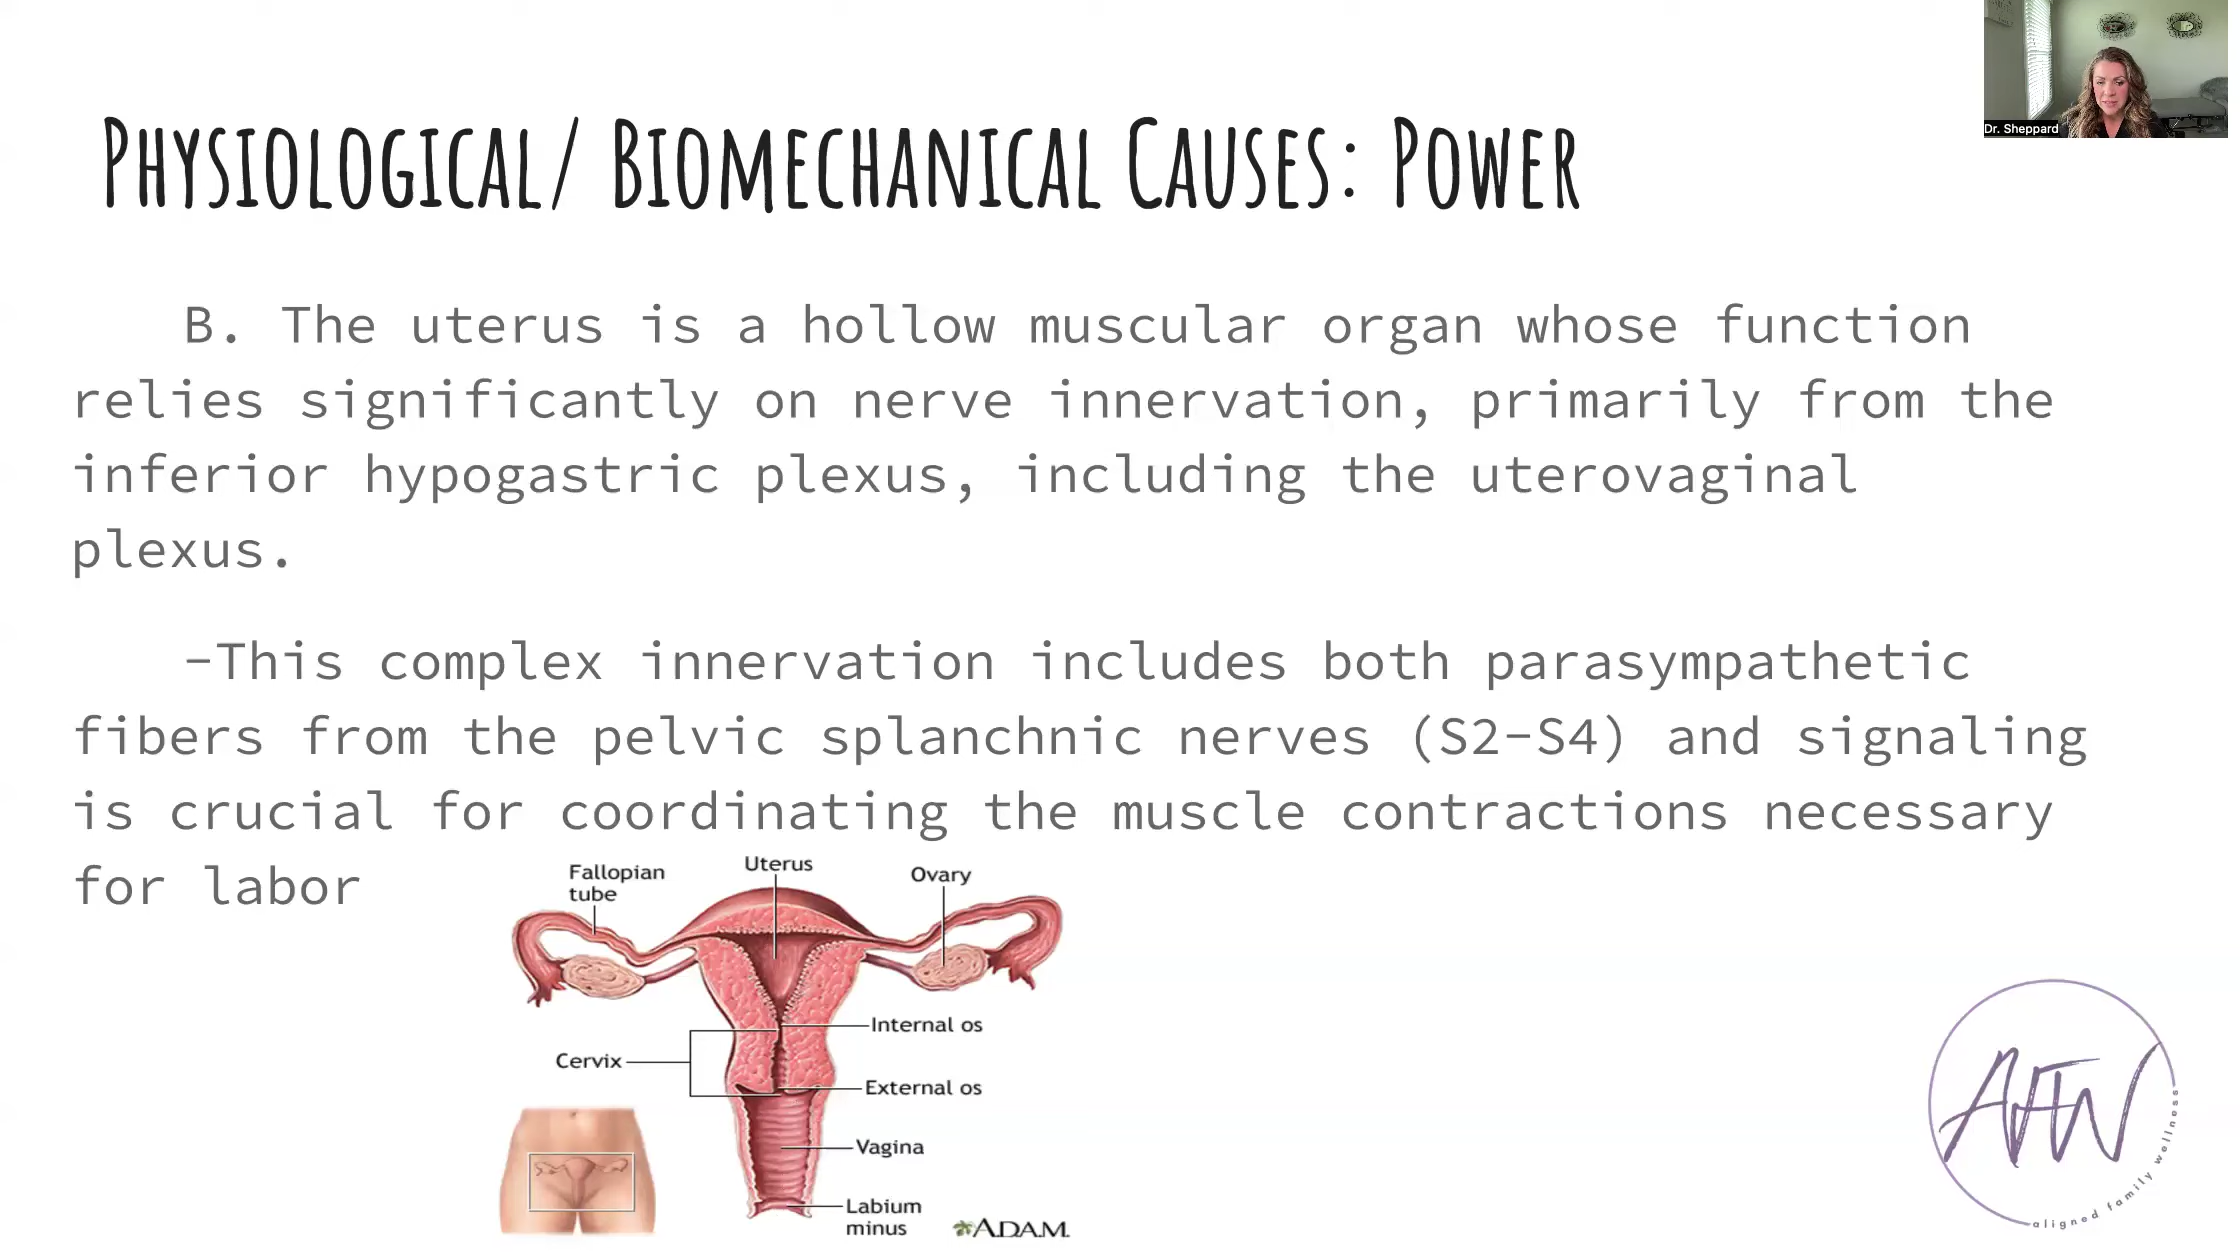 Dr. Sheppard
PHYSIOLOGICAL/ BIOMECHANICAL CAUSES: POWER
B. The uterus is a hollow muscular organ whose function
relies significantly on nerve innervation, primarily from the
inferior hypogastric plexus, including the uterovaginal
plexus.
-This complex innervation includes both parasympathetic
fibers from the pelvic splanchnic nerves (S2-S4) and signaling
is crucial for coordinating the muscle contractions necessary
for labor
Uterus
Fallopian
tube
Ovary
Internal os
Cervix
External os
Vagina
Labium
minus
A.D.A.M.
AFW
aligned family wellness